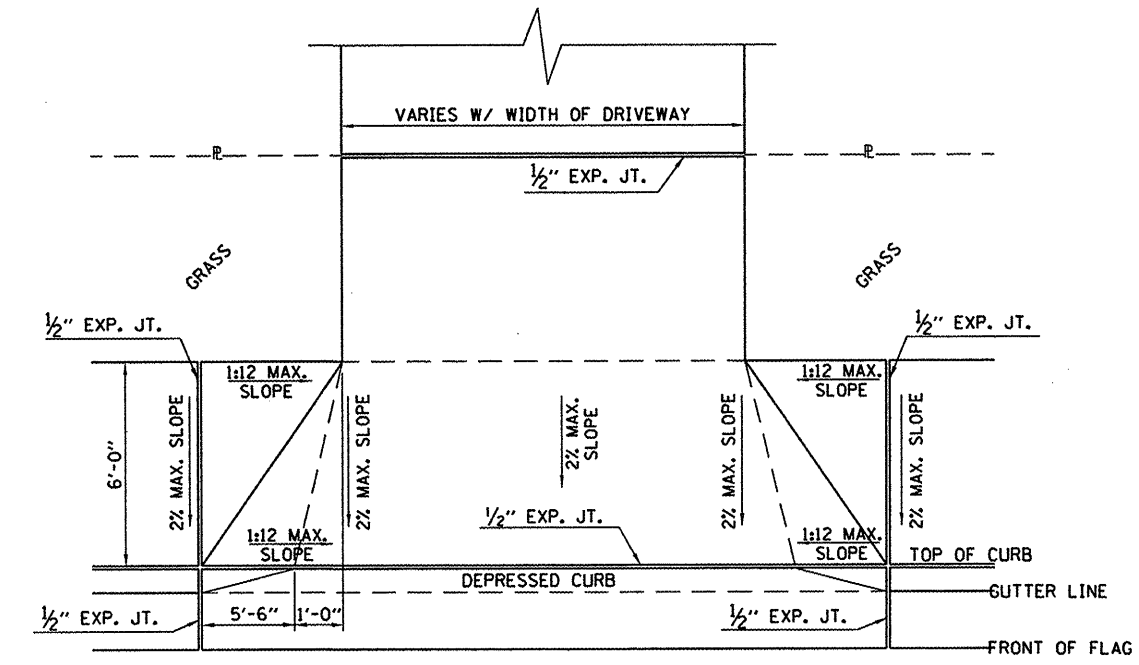 VARIES W/ WIDTH OF DRIVEWAY
PL
PL
1/2" EXP. JT.
GRASS
GRASS
1/2" EXP. JT.
1/2" EXP. JT.
1:12 MAX.
SLOPE
1:12 MAX.
SLOPE
6'-0"
2% MAX. SLOPE
2% MAX. SLOPE
2% MAX.
SLOPE
2% MAX. SLOPE
2% MAX. SLOPE
1/2" EXP. JT.
1:12 MAX.
SLOPE
1:12 MAX.
SLOPE
TOP OF CURB
DEPRESSED CURB
GUTTER LINE
5'-6"
1'-0"
1/2" EXP. JT.
1/2" EXP. JT.
FRONT OF FLAG